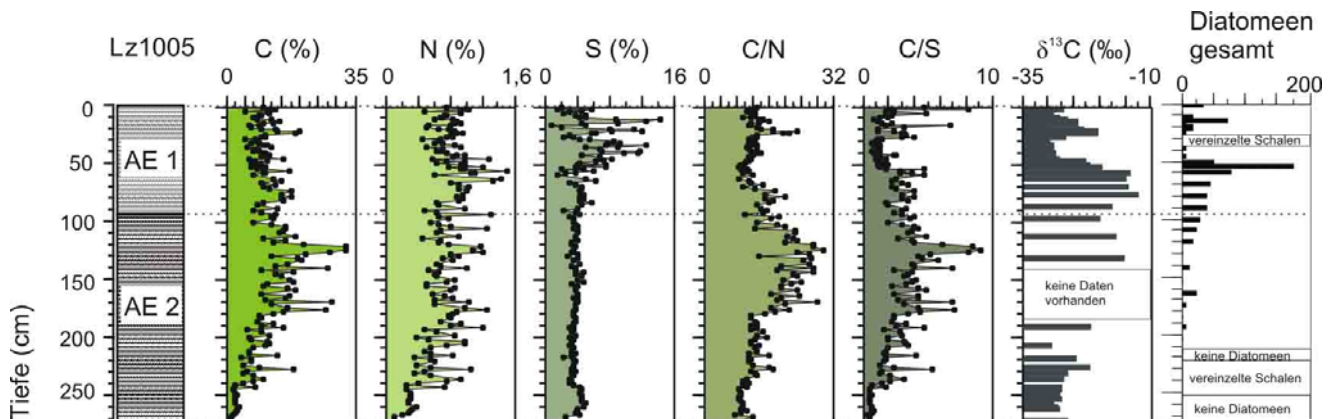 Lz1005
C (%)
N (%)
S (%)
C/N
C/S
δ¹³C (‰)
Diatomeen
gesamt
0 35
0 1,6
0 16
0 32
0 10
-35 -10
0 100 200
Tiefe (cm)
0
50
100
150
200
250
AE 1
AE 2
keine Daten
vorhanden
vereinzelte Schalen
keine Diatomeen
vereinzelte Schalen
keine Diatomeen